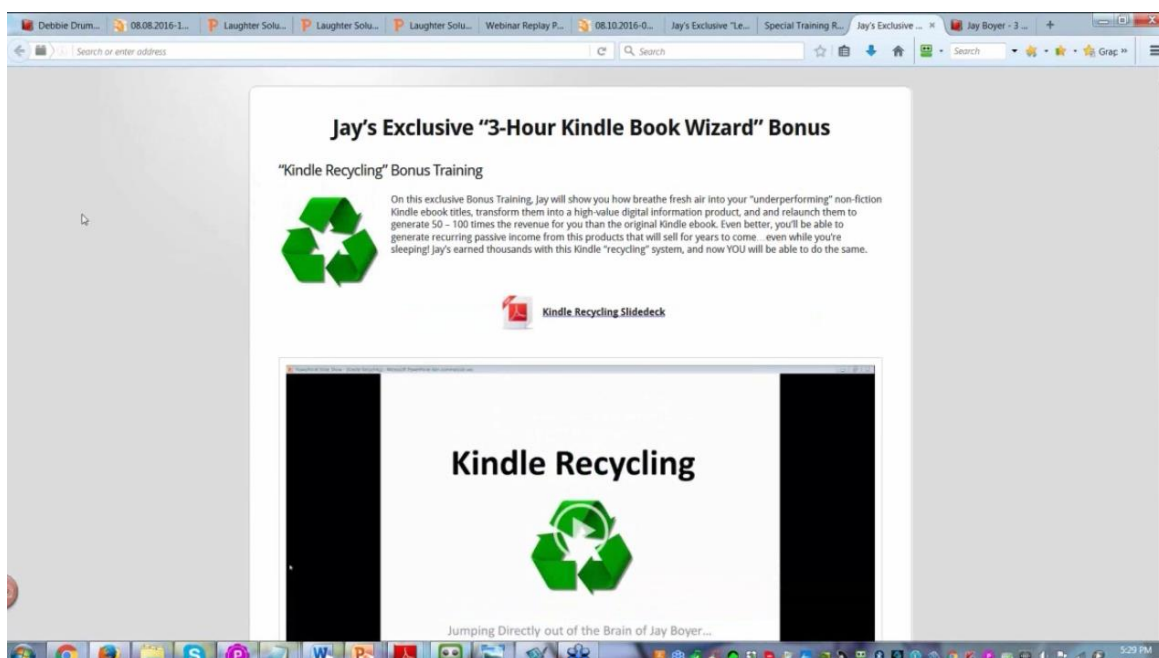 Debbie Drum... 08.08.2016-1... Laughter Solu... Laughter Solu... Laughter Solu... Webinar Replay P... 08.10.2016-0... Jay's Exclusive "Le... Special Training R... Jay's Exclusive ... × Jay Boyer - 3 ... +
Search or enter address Search Search Grap »
Jay's Exclusive "3-Hour Kindle Book Wizard" Bonus
"Kindle Recycling" Bonus Training
On this exclusive Bonus Training, Jay will show you how breathe fresh air into your "underperforming" non-fiction
Kindle ebook titles, transform them into a high-value digital information product, and and relaunch them to
generate 50 – 100 times the revenue for you than the original Kindle ebook. Even better, you'll be able to
generate recurring passive income from this products that will sell for years to come...even while you're
sleeping! Jay's earned thousands with this Kindle "recycling" system, and now YOU will be able to do the same.
Kindle Recycling Slidedeck
Kindle Recycling
Jumping Directly out of the Brain of Jay Boyer...
5:29 PM